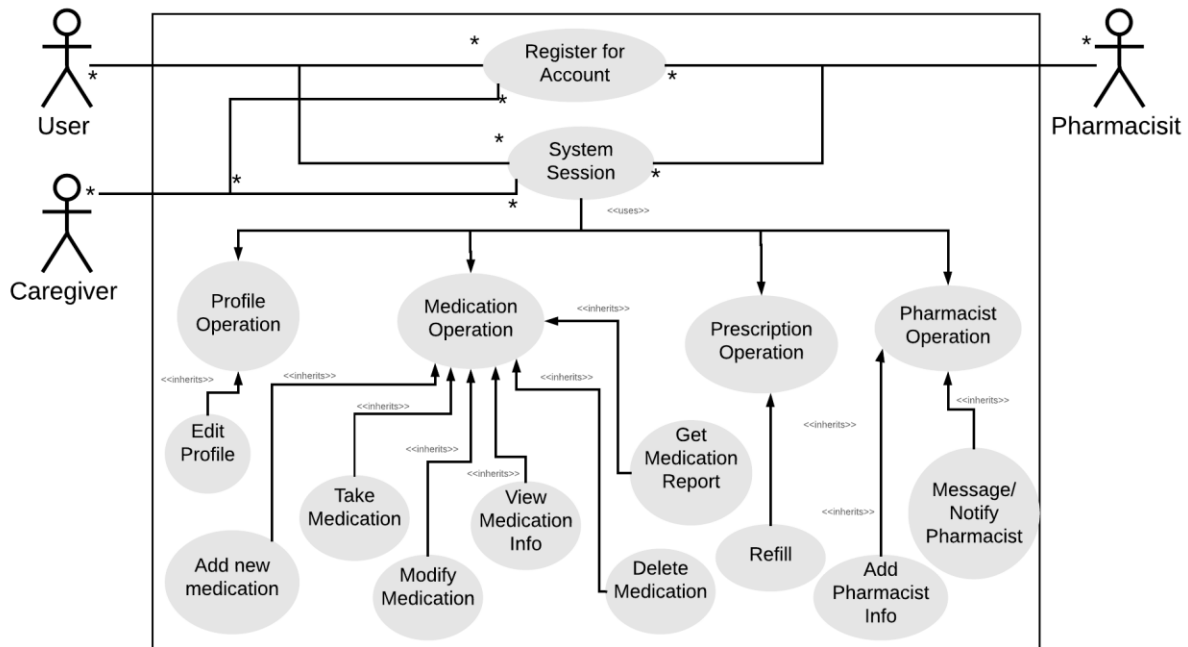 *
*
*
Register for
Account
*
*
*
User
Pharmacisit
*
System
Session
*
*
*
*
<<uses>>
Caregiver
Profile
Operation
Medication
Operation
<<inherits>>
Prescription
Operation
Pharmacist
Operation
<<inherits>>
<<inherits>>
<<inherits>>
<<inherits>>
<<inherits>>
<<inherits>>
<<inherits>>
<<inherits>>
<<inherits>>
Edit
Profile
Get
Medication
Report
Take
Medication
View
Medication
Info
Message/
Notify
Pharmacist
Add new
medication
Modify
Medication
Delete
Medication
Refill
Add
Pharmacist
Info